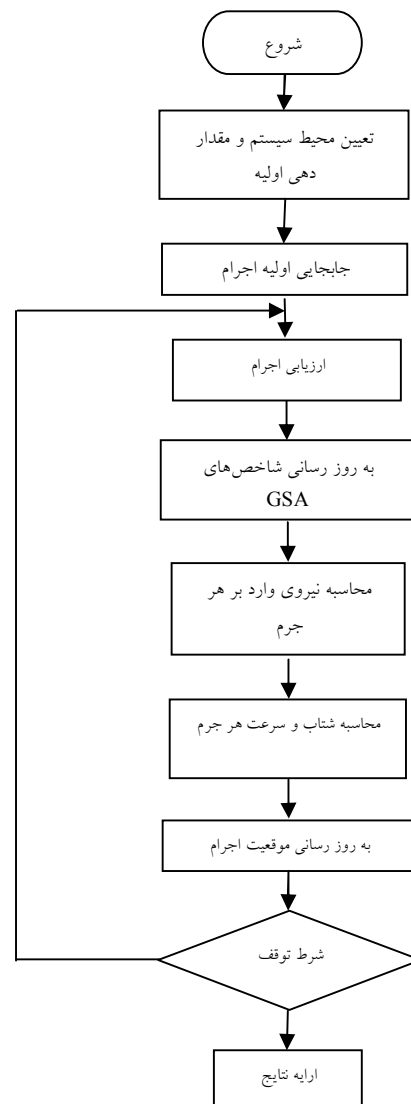 شروع
تعیین محیط سیستم و مقدار
دهی اولیه
جابجایی اولیه اجرام
ارزیابی اجرام
به روز رسانی شاخص‌های
GSA
محاسبه نیروی وارد بر هر
جرم
محاسبه شتاب و سرعت هر جرم
به روز رسانی موقعیت اجرام
شرط توقف
ارایه نتایج